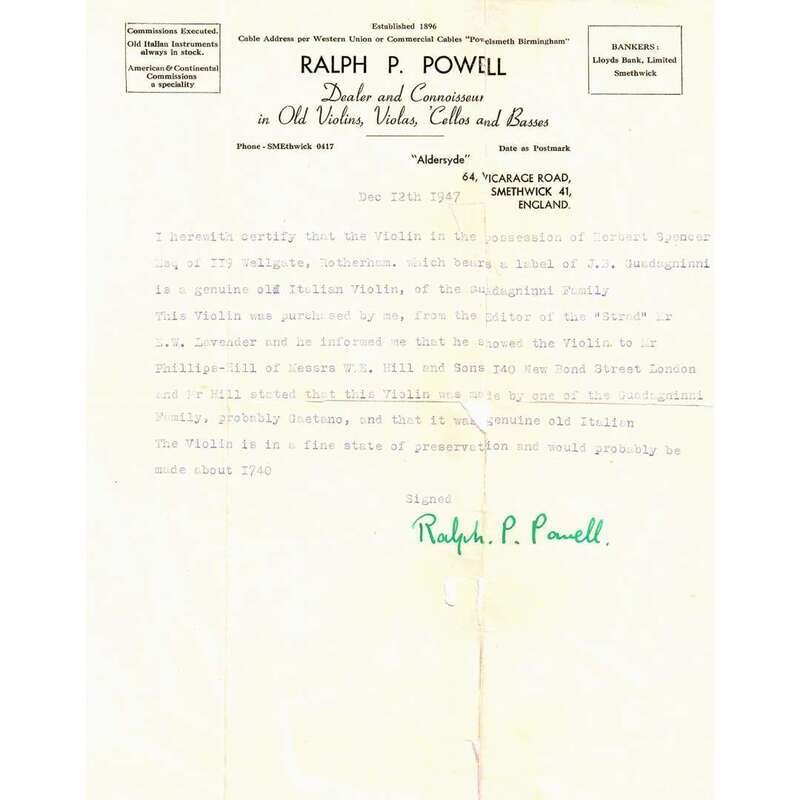 Commissions Executed.
Old Italian Instruments
always in stock.
American & Continental
Commissions
a speciality
Established 1896
Cable Address per Western Union or Commercial Cables "Powelsmeth Birmingham"
RALPH P. POWELL
Dealer and Connoisseur
in Old Violins, Violas, 'Cellos and Basses
BANKERS:
Lloyds Bank, Limited
Smethwick
Phone - SMEthwick 0417
Date as Postmark
"Aldersyde"
64, VICARAGE ROAD,
SMETHWICK 41,
ENGLAND.
Dec 12th 1947
I herewith certify that the Violin in the possession of Herbert Spencer
Esq of 119 Wellgate, Rotherham. which bears a label of J.B. Guadagninni
is a genuine old Italian Violin, of the Guadagninni Family
This Violin was purchased by me, from the Editor of the "Strad" Mr
E.W. Lavender and he informed me that he showed the Violin to Mr
Phillips-Hill of Messrs W.E. Hill and Sons 140 New Bond Street London
and Mr Hill stated that this Violin was made by one of the Guadagninni
Family, probably Gaetano, and that it was genuine old Italian
The Violin is in a fine state of preservation and would probably be
made about 1740
Signed
Ralph. P. Powell.